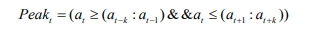 Peak_t = (a_t ≥ (a_{t−k} : a_{t−1}) & & a_t ≤ (a_{t+1} : a_{t+k}))